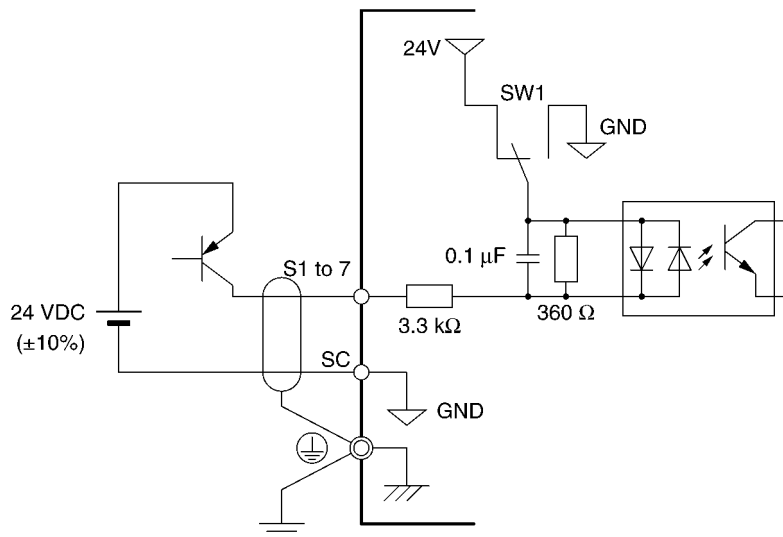 24V
SW1
GND
0.1 μF
S1 to 7
24 VDC
(±10%)
3.3 kΩ
360 Ω
SC
GND